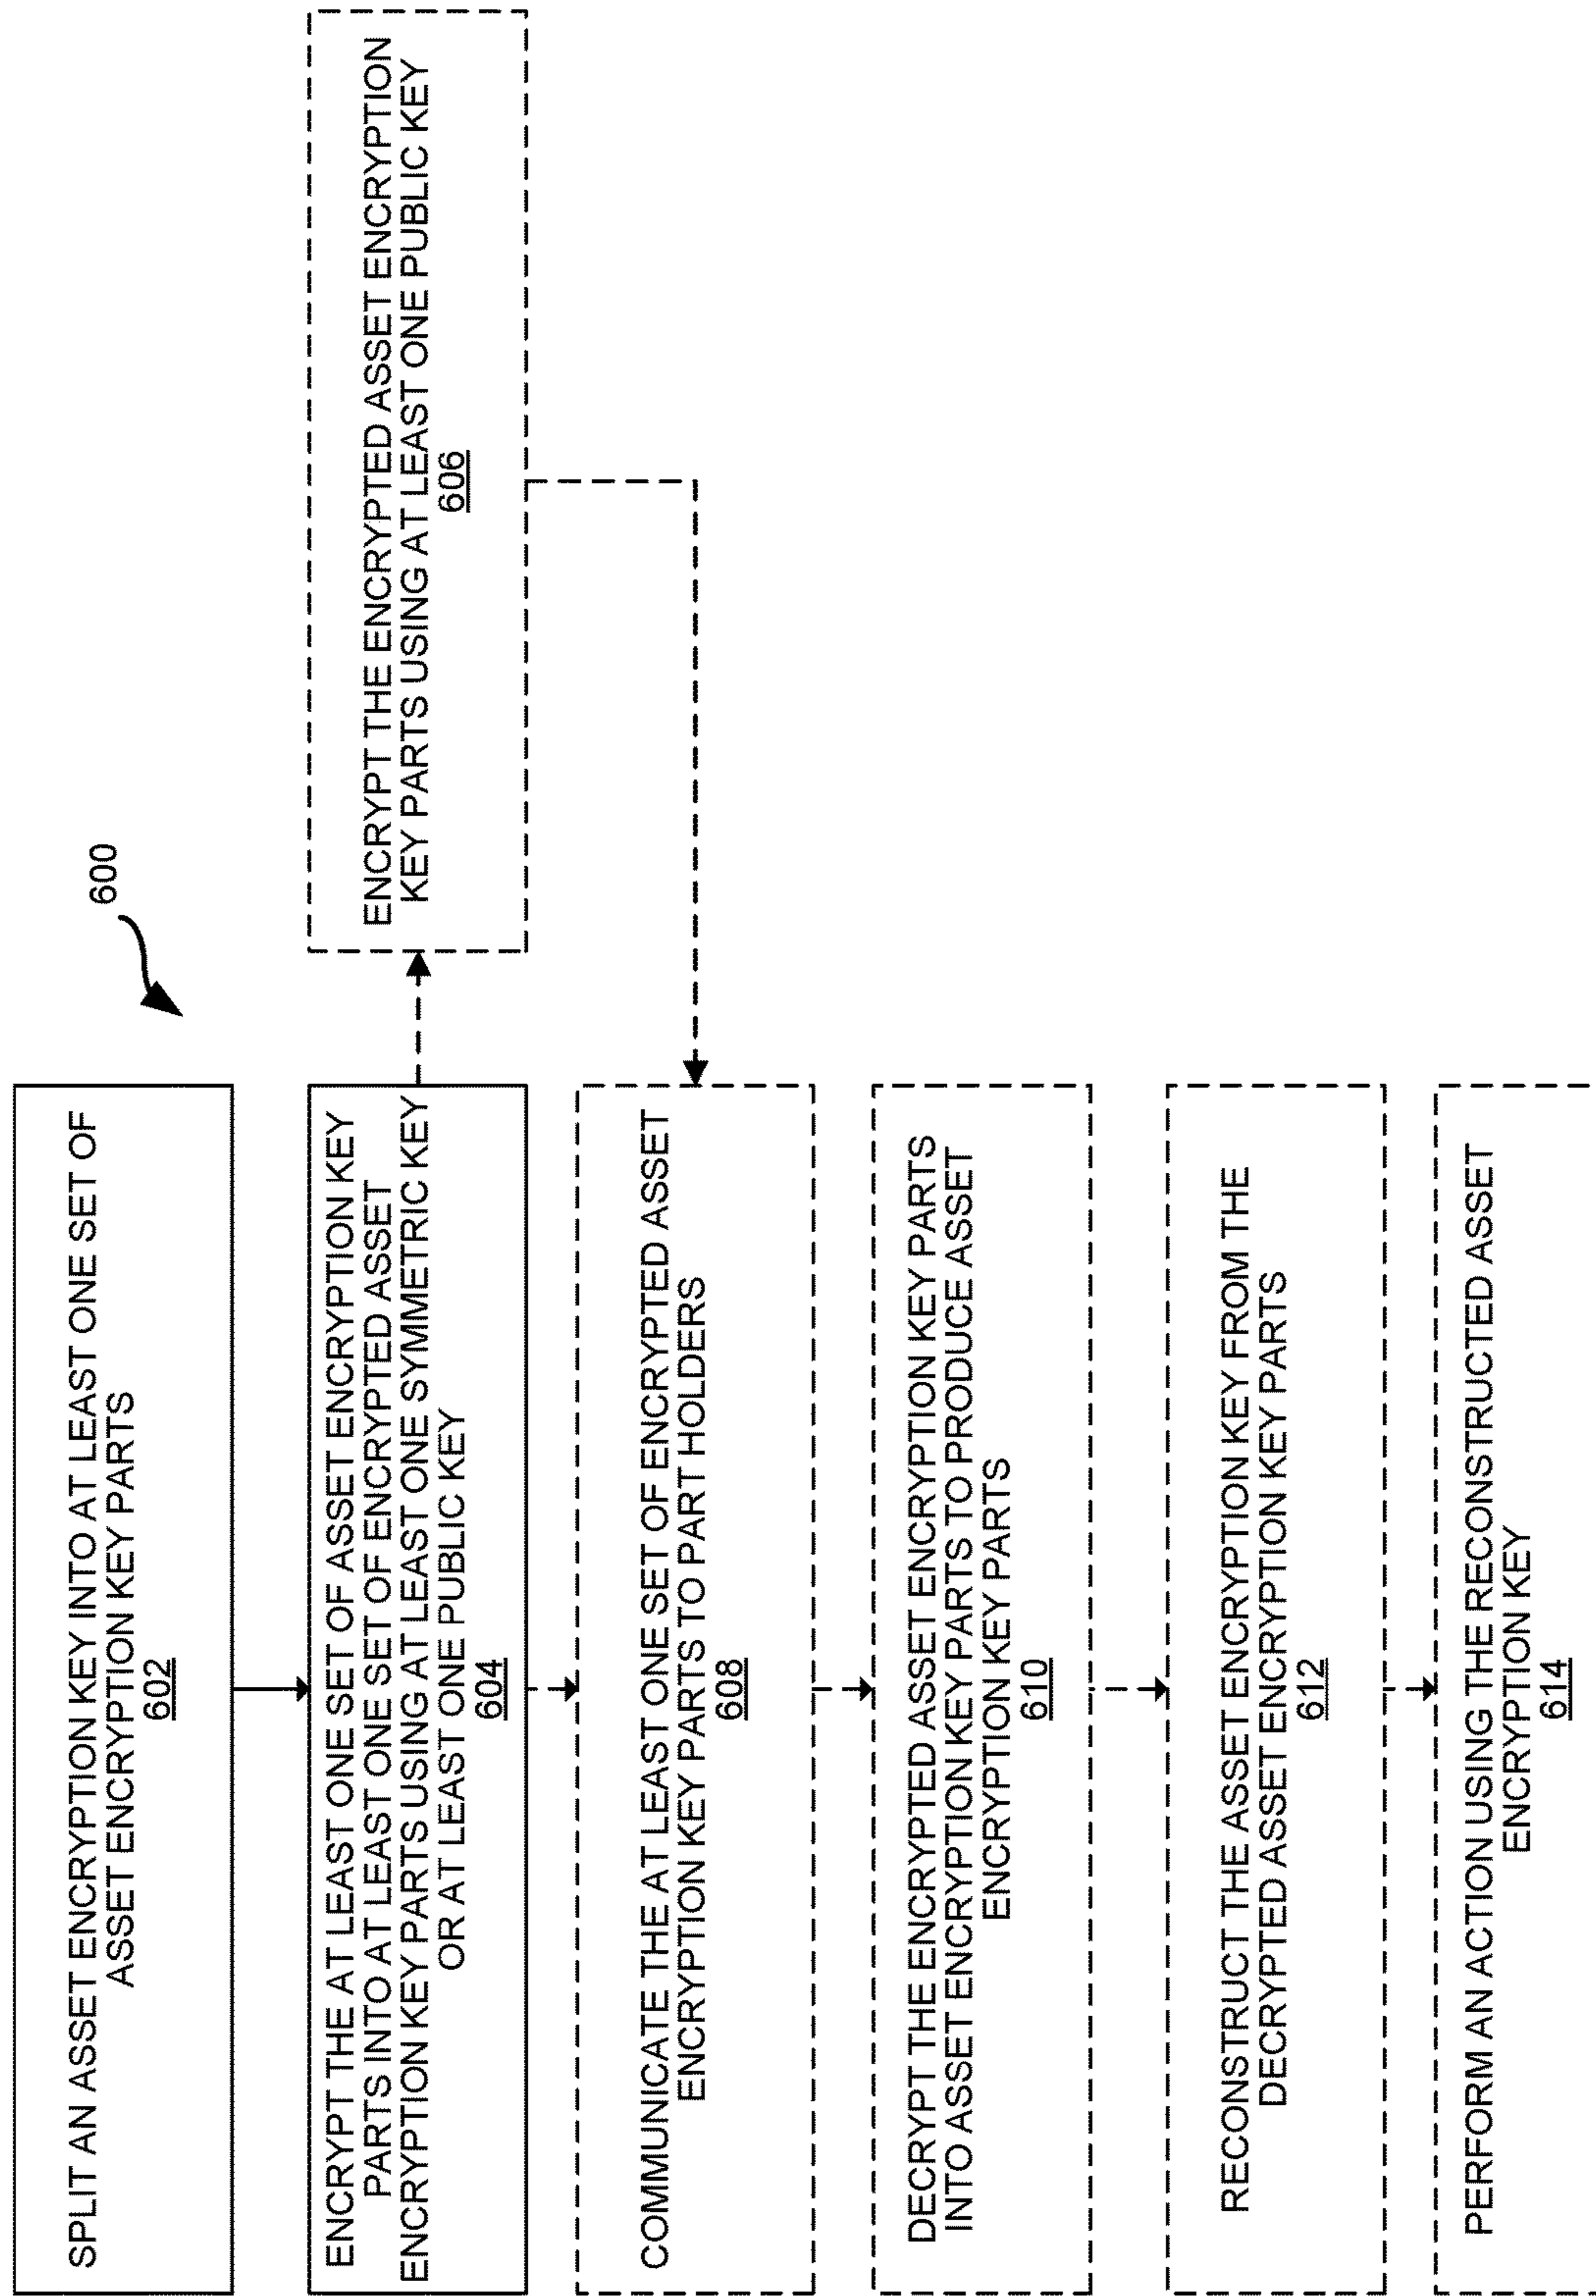 600
SPLIT AN ASSET ENCRYPTION KEY INTO AT LEAST ONE SET OF
ASSET ENCRYPTION KEY PARTS
602
ENCRYPT THE AT LEAST ONE SET OF ASSET ENCRYPTION KEY
PARTS INTO AT LEAST ONE SET OF ENCRYPTED ASSET
ENCRYPTION KEY PARTS USING AT LEAST ONE SYMMETRIC KEY
OR AT LEAST ONE PUBLIC KEY
604
ENCRYPT THE ENCRYPTED ASSET ENCRYPTION
KEY PARTS USING AT LEAST ONE PUBLIC KEY
606
COMMUNICATE THE AT LEAST ONE SET OF ENCRYPTED ASSET
ENCRYPTION KEY PARTS TO PART HOLDERS
608
DECRYPT THE ENCRYPTED ASSET ENCRYPTION KEY PARTS
INTO ASSET ENCRYPTION KEY PARTS TO PRODUCE ASSET
ENCRYPTION KEY PARTS
610
RECONSTRUCT THE ASSET ENCRYPTION KEY FROM THE
DECRYPTED ASSET ENCRYPTION KEY PARTS
612
PERFORM AN ACTION USING THE RECONSTRUCTED ASSET
ENCRYPTION KEY
614